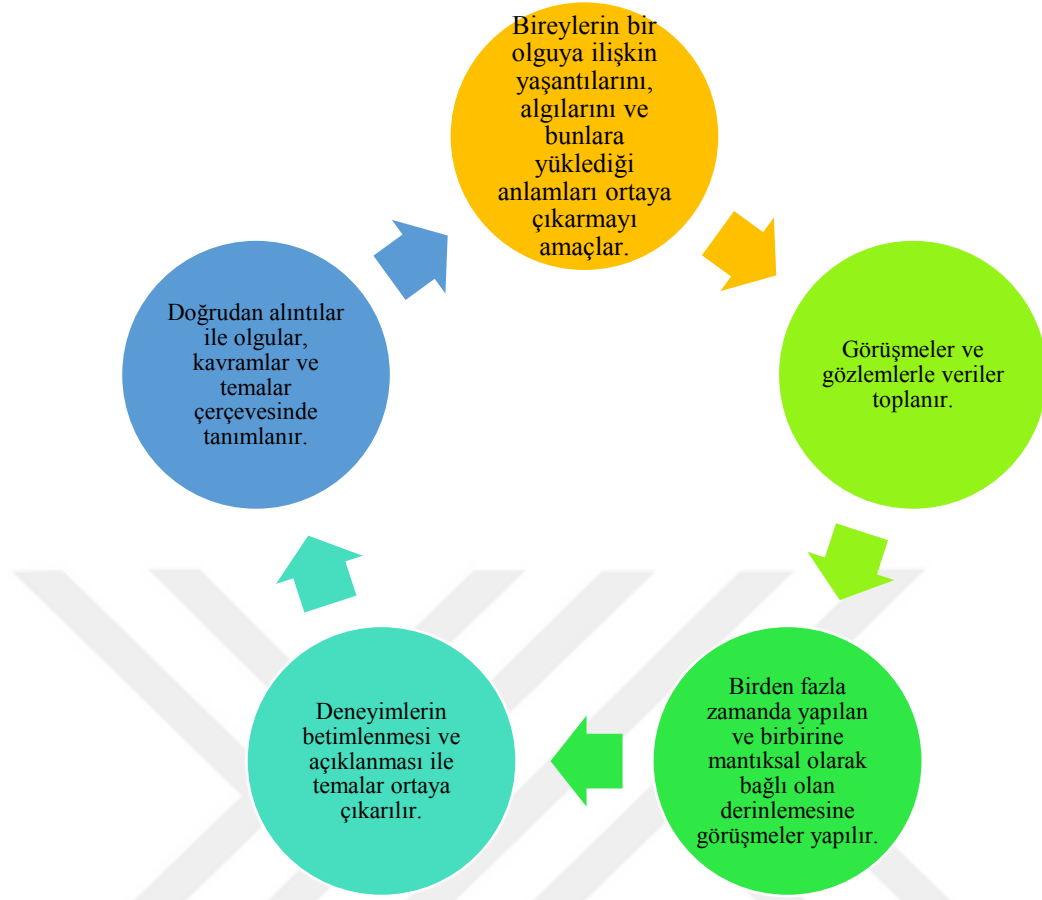 Bireylerin bir
olguya ilişkin
yaşantılarını,
algılarını ve
bunlara
yüklediği
anlamları ortaya
çıkarmayı
amaçlar.
Görüşmeler ve
gözlemlerle veriler
toplanır.
Birden fazla
zamanda yapılan
ve birbirine
mantıksal olarak
bağlı olan
derinlemesine
görüşmeler yapılır.
Deneyimlerin
betimlenmesi ve
açıklanması ile
temalar ortaya
çıkarılır.
Doğrudan alıntılar
ile olgular,
kavramlar ve
temalar
çerçevesinde
tanımlanır.